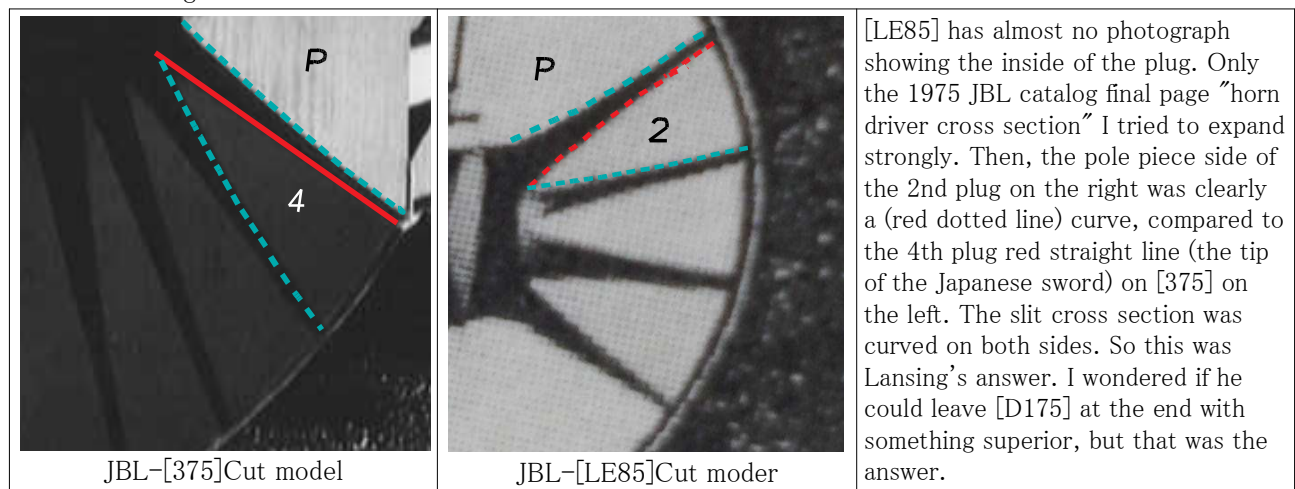 P
4
JBL-[375]Cut model
P
2
JBL-[LE85]Cut moder
[LE85] has almost no photograph
showing the inside of the plug. Only
the 1975 JBL catalog final page "horn
driver cross section" I tried to expand
strongly. Then, the pole piece side of
the 2nd plug on the right was clearly
a (red dotted line) curve, compared to
the 4th plug red straight line (the tip
of the Japanese sword) on [375] on
the left. The slit cross section was
curved on both sides. So this was
Lansing's answer. I wondered if he
could leave [D175] at the end with
something superior, but that was the
answer.